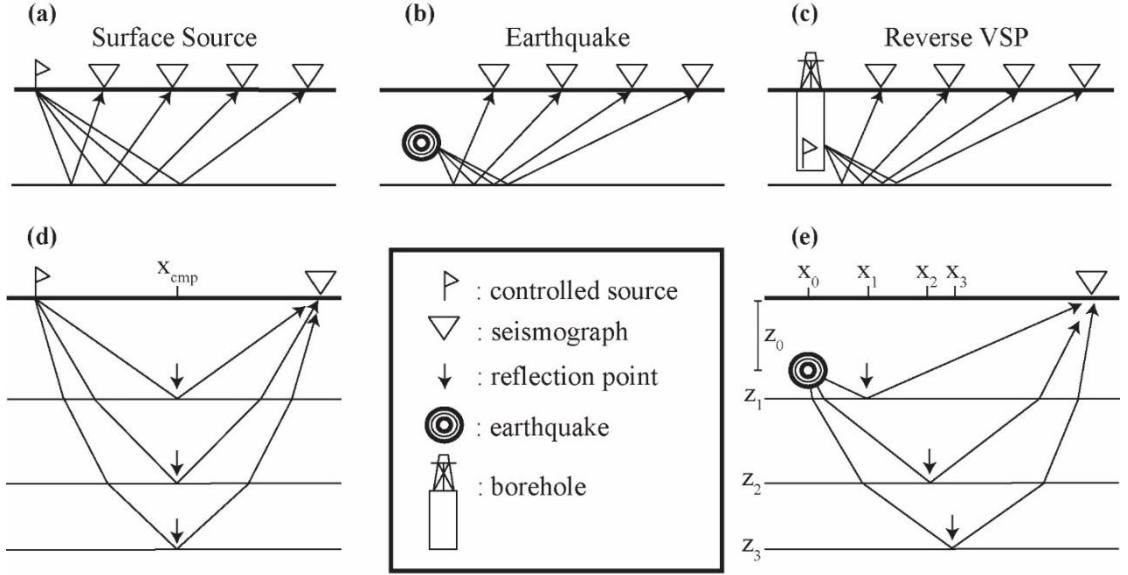 (a)
Surface Source
(b)
Earthquake
(c)
Reverse VSP
(d)
x_cmp
: controlled source
: seismograph
: reflection point
: earthquake
: borehole
(e)
x_0 x_1 x_2 x_3
z_0
z_1
z_2
z_3